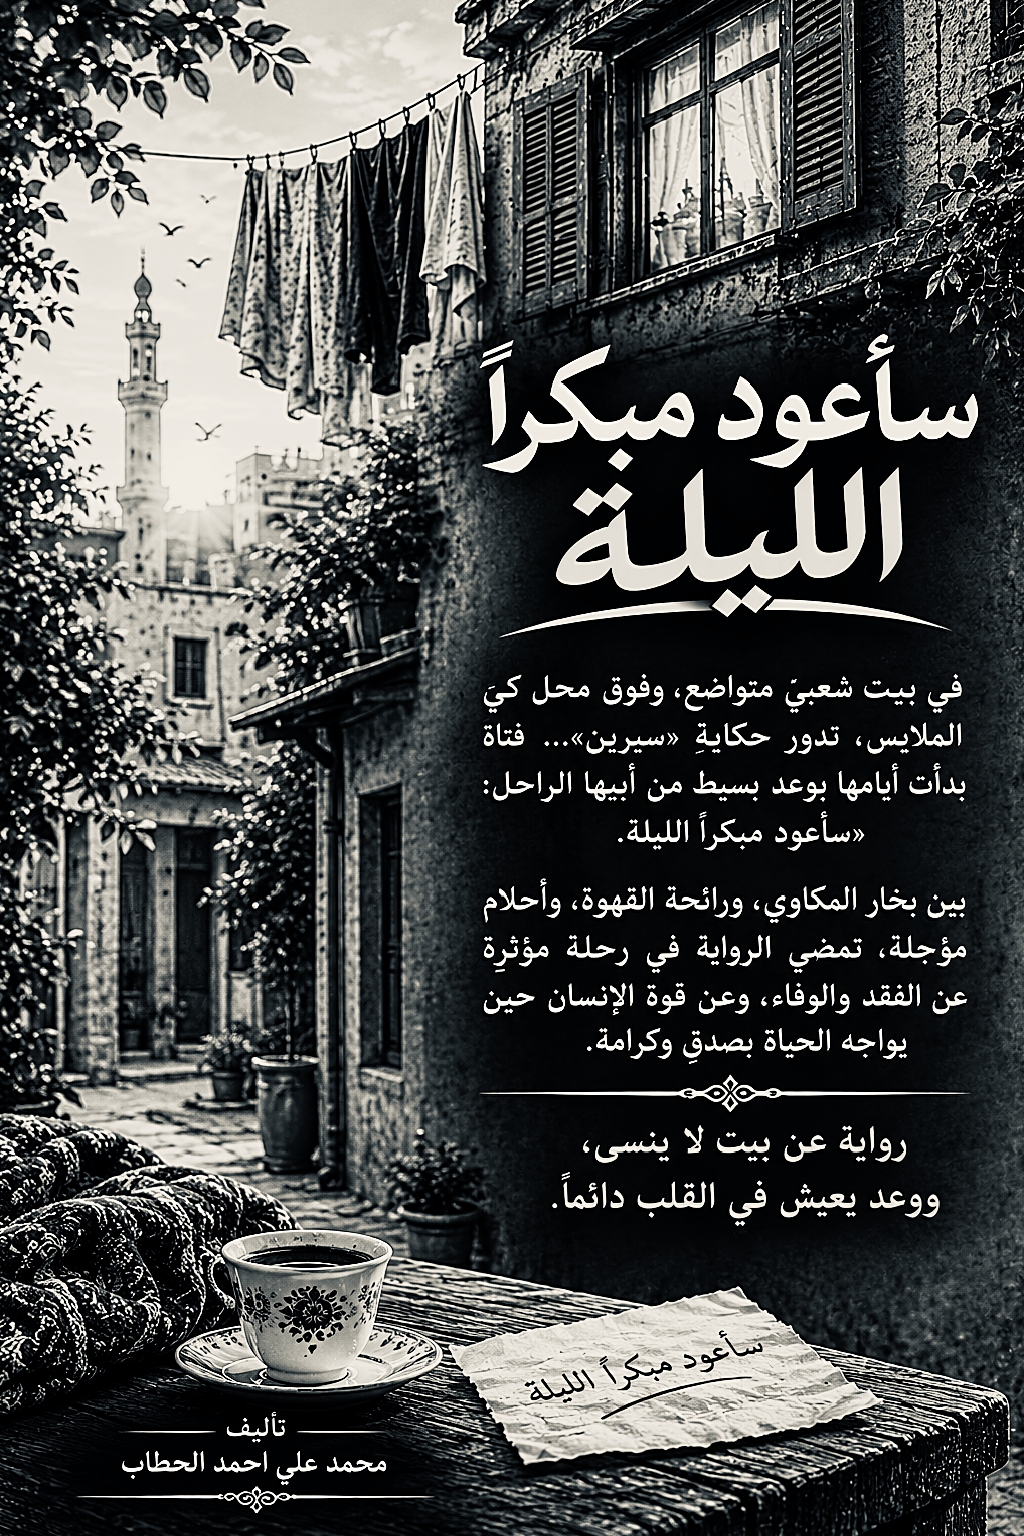 سأعود مبكراً
الليلة
في بيت شعبيّ متواضع، وفوق محل كيَ
الملابس، تدور حكايةِ «سيرين»... فتاة
بدأت أيامها بوعد بسيط من أبيها الراحل:
«سأعود مبكراً الليلة.
بين بخار المكاوي، ورائحة القهوة، وأحلام
مؤجلة، تمضي الرواية في رحلة مؤثرِة
عن الفقد والوفاء، وعن قوة الإنسان حين
يواجه الحياة بصدقِ وكرامة.
رواية عن بيت لا ينسى،
ووعد يعيش في القلب دائماً.
سأعود مبكراً الليلة
تأليف
محمد علي احمد الحطاب